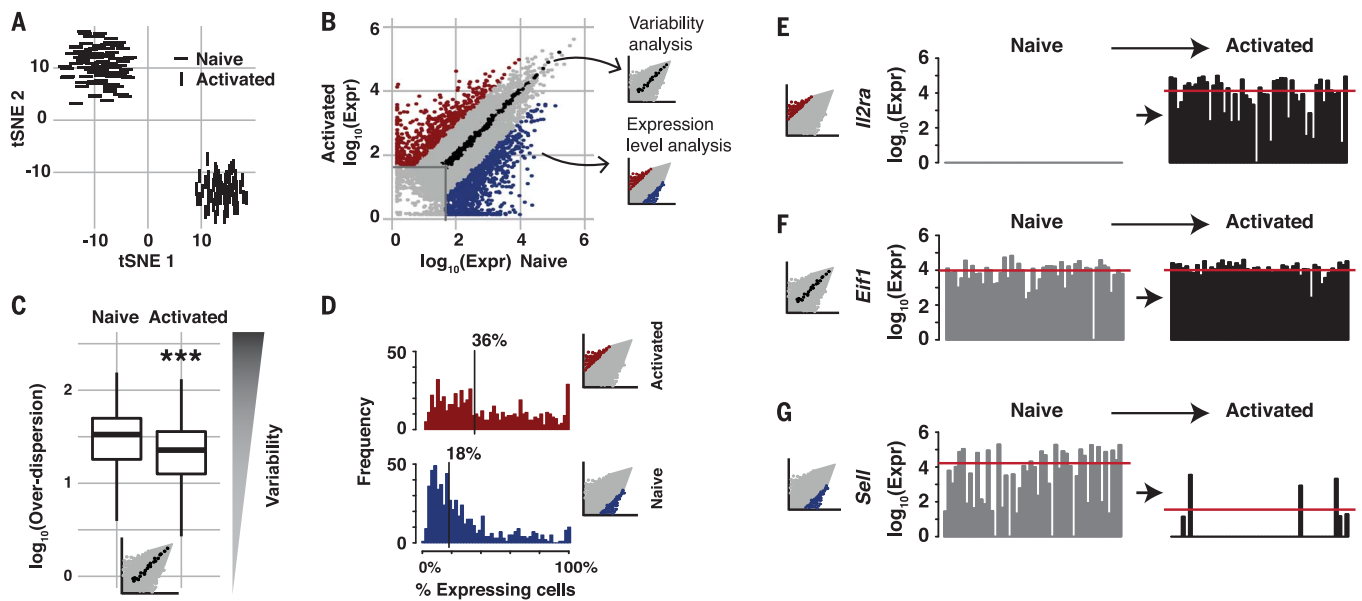 A
Naive
Activated
10
0
-10
tSNE 2
-10 0 10
tSNE 1
B
6
4
2
0
Activated
log10(Expr)
0 2 4 6
log10(Expr) Naive
Variability
analysis
Expression
level analysis
C
Naive Activated
***
2
1
0
log10(Over-dispersion)
Variability
D
36%
50
0
Activated
18%
50
0
Naive
Frequency
0% 100%
% Expressing cells
E
Naive Activated
Il2ra
log10(Expr)
6
4
2
0
F
Naive Activated
Eif1
log10(Expr)
6
4
2
0
G
Naive Activated
Sell
log10(Expr)
6
4
2
0